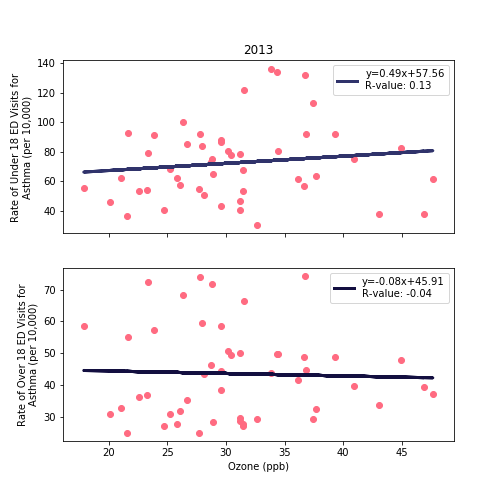 2013
Rate of Under 18 ED Visits for
Asthma (per 10,000)
140
120
100
80
60
40
y=0.49x+57.56
R-value: 0.13
Rate of Over 18 ED Visits for
Asthma (per 10,000)
70
60
50
40
30
y=-0.08x+45.91
R-value: -0.04
20 25 30 35 40 45
Ozone (ppb)